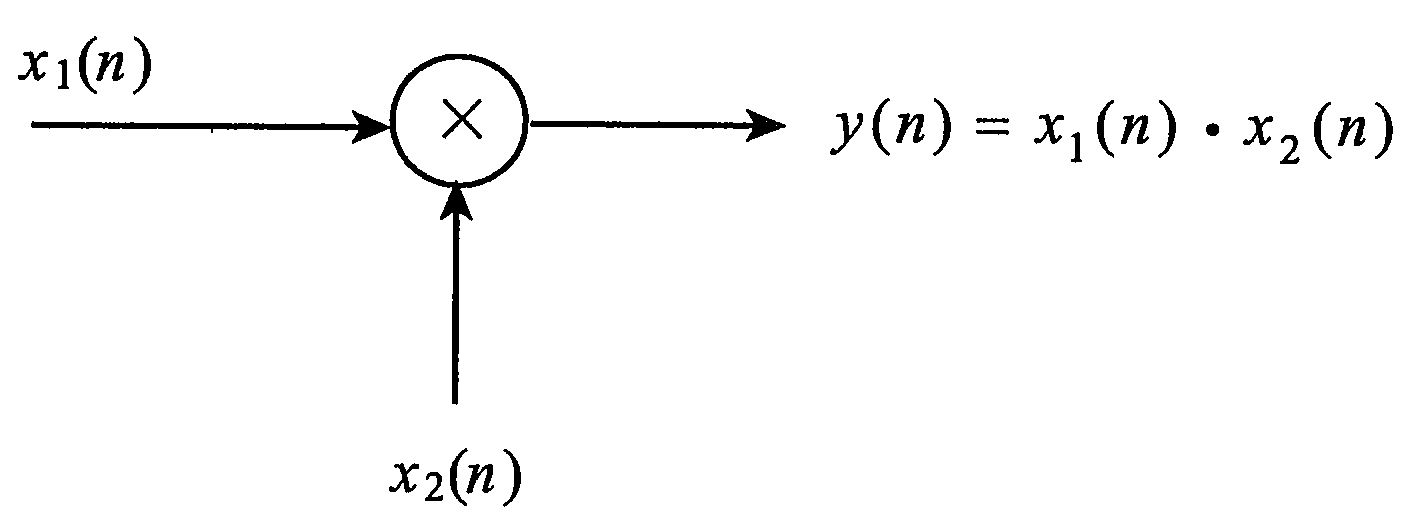 x₁(n)
×
y(n) = x₁(n) • x₂(n)
x₂(n)